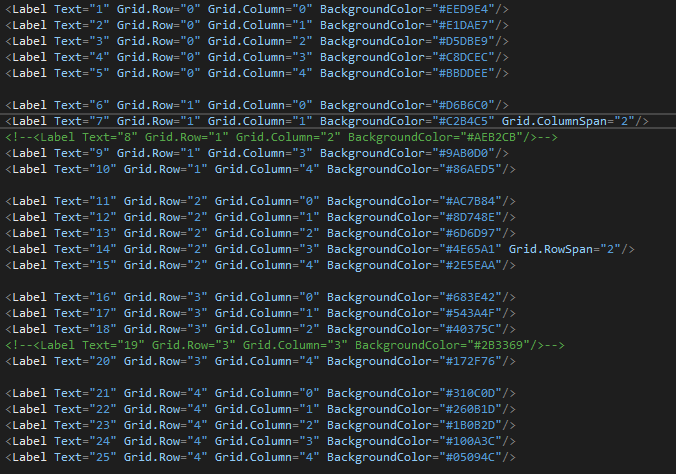 <Label Text="1" Grid.Row="0" Grid.Column="0" BackgroundColor="#EED9E4"/>
<Label Text="2" Grid.Row="0" Grid.Column="1" BackgroundColor="#E1DAE7"/>
<Label Text="3" Grid.Row="0" Grid.Column="2" BackgroundColor="#D5DBE9"/>
<Label Text="4" Grid.Row="0" Grid.Column="3" BackgroundColor="#C8DCEC"/>
<Label Text="5" Grid.Row="0" Grid.Column="4" BackgroundColor="#BBDDEE"/>
<Label Text="6" Grid.Row="1" Grid.Column="0" BackgroundColor="#D6B6C0"/>
<Label Text="7" Grid.Row="1" Grid.Column="1" BackgroundColor="#C2B4C5" Grid.ColumnSpan="2"/>
<!--<Label Text="8" Grid.Row="1" Grid.Column="2" BackgroundColor="#AEB2CB"/>-->
<Label Text="9" Grid.Row="1" Grid.Column="3" BackgroundColor="#9AB0D0"/>
<Label Text="10" Grid.Row="1" Grid.Column="4" BackgroundColor="#86AED5"/>
<Label Text="11" Grid.Row="2" Grid.Column="0" BackgroundColor="#AC7B84"/>
<Label Text="12" Grid.Row="2" Grid.Column="1" BackgroundColor="#8D748E"/>
<Label Text="13" Grid.Row="2" Grid.Column="2" BackgroundColor="#6D6D97"/>
<Label Text="14" Grid.Row="2" Grid.Column="3" BackgroundColor="#4E65A1" Grid.RowSpan="2"/>
<Label Text="15" Grid.Row="2" Grid.Column="4" BackgroundColor="#2E5EAA"/>
<Label Text="16" Grid.Row="3" Grid.Column="0" BackgroundColor="#683E42"/>
<Label Text="17" Grid.Row="3" Grid.Column="1" BackgroundColor="#543A4F"/>
<Label Text="18" Grid.Row="3" Grid.Column="2" BackgroundColor="#40375C"/>
<!--<Label Text="19" Grid.Row="3" Grid.Column="3" BackgroundColor="#2B3369"/>-->
<Label Text="20" Grid.Row="3" Grid.Column="4" BackgroundColor="#172F76"/>
<Label Text="21" Grid.Row="4" Grid.Column="0" BackgroundColor="#310C0D"/>
<Label Text="22" Grid.Row="4" Grid.Column="1" BackgroundColor="#260B1D"/>
<Label Text="23" Grid.Row="4" Grid.Column="2" BackgroundColor="#1B0B2D"/>
<Label Text="24" Grid.Row="4" Grid.Column="3" BackgroundColor="#100A3C"/>
<Label Text="25" Grid.Row="4" Grid.Column="4" BackgroundColor="#05094C"/>